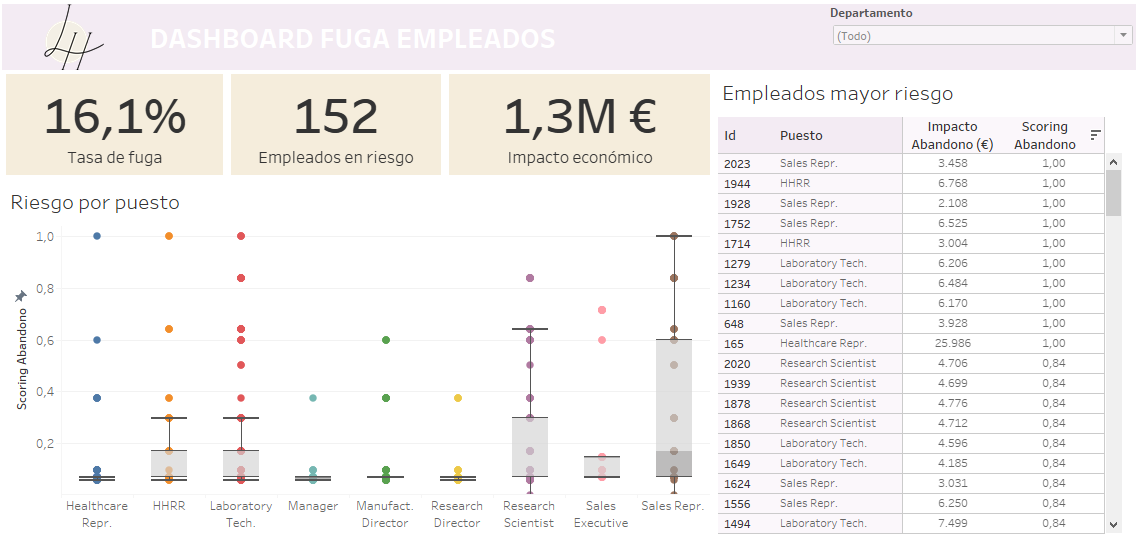 LH
DASHBOARD FUGA EMPLEADOS
Departamento
(Todo)
16,1%
Tasa de fuga
152
Empleados en riesgo
1,3M €
Impacto económico
Riesgo por puesto
Scoring Abandono
1,0
0,8
0,6
0,4
0,2
Healthcare
Repr.
HHRR
Laboratory
Tech.
Manager
Manufact.
Director
Research
Director
Research
Scientist
Sales
Executive
Sales Repr.
Empleados mayor riesgo
Id Puesto Impacto Abandono (€) Scoring Abandono
2023 Sales Repr. 3.458 1,00
1944 HHRR 6.768 1,00
1928 Sales Repr. 2.108 1,00
1752 Sales Repr. 6.525 1,00
1714 HHRR 3.004 1,00
1279 Laboratory Tech. 6.206 1,00
1234 Laboratory Tech. 6.484 1,00
1160 Laboratory Tech. 6.170 1,00
648 Sales Repr. 3.928 1,00
165 Healthcare Repr. 25.986 1,00
2020 Research Scientist 4.706 0,84
1939 Research Scientist 4.699 0,84
1878 Research Scientist 4.776 0,84
1868 Research Scientist 4.712 0,84
1850 Laboratory Tech. 4.596 0,84
1649 Laboratory Tech. 4.185 0,84
1624 Sales Repr. 3.031 0,84
1556 Sales Repr. 6.250 0,84
1494 Laboratory Tech. 7.499 0,84